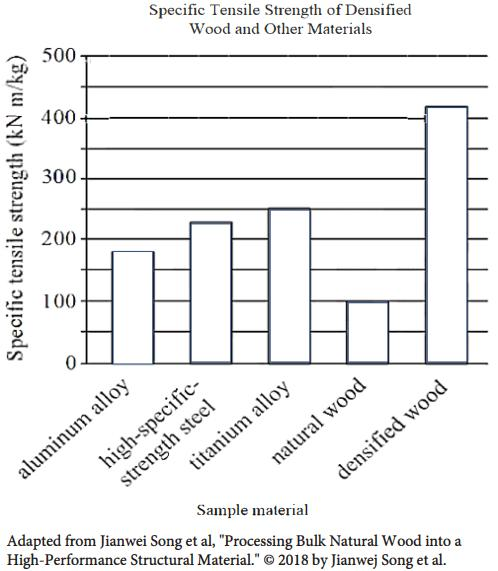 Specific Tensile Strength of Densified
Wood and Other Materials
Specific tensile strength (kN m/kg)
500
400
300
200
100
0
aluminum alloy
high-specific-
strength steel
titanium alloy
natural wood
densified wood
Sample material
Adapted from Jianwei Song et al, "Processing Bulk Natural Wood into a
High-Performance Structural Material." © 2018 by Jianwej Song et al.